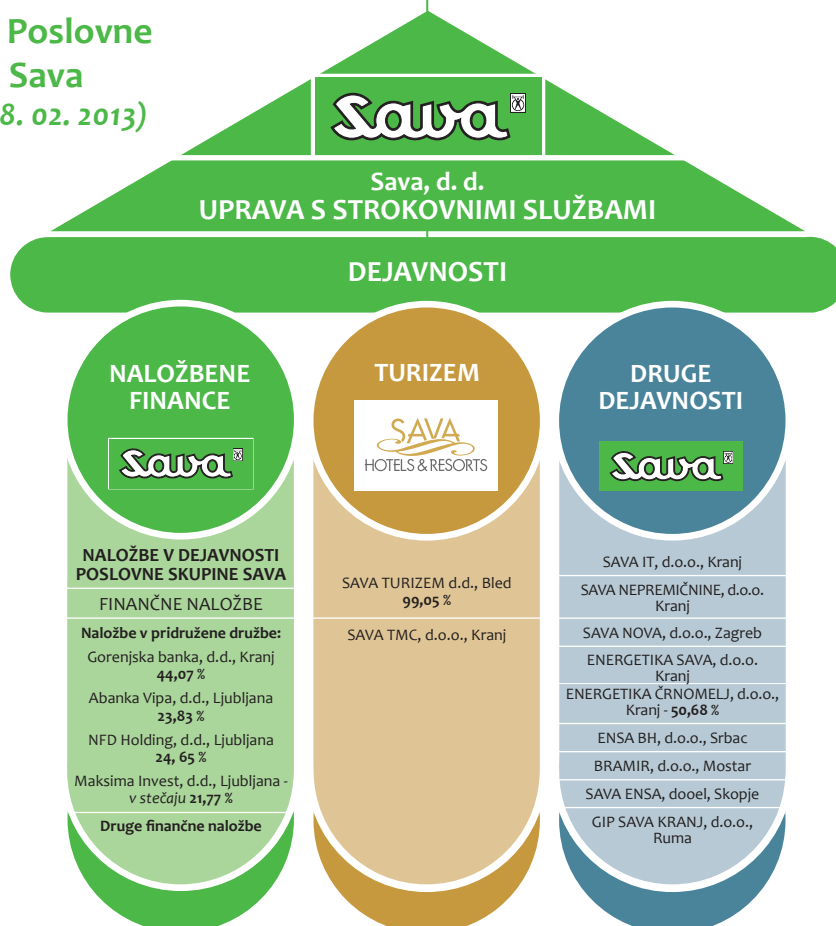 Poslovne
Sava
8. 02. 2013)
Sava
Sava, d. d.
UPRAVA S STROKOVNIMI SLUŽBAMI
DEJAVNOSTI
NALOŽBENE
FINANCE
Sava
NALOŽBE V DEJAVNOSTI
POSLOVNE SKUPINE SAVA
FINANČNE NALOŽBE
Naložbe v pridružene družbe:
Gorenjska banka, d.d., Kranj
44,07 %
Abanka Vipa, d.d., Ljubljana
23,83 %
NFD Holding, d.d., Ljubljana
24, 65 %
Maksima Invest, d.d., Ljubljana -
v stečaju 21,77 %
Druge finančne naložbe
TURIZEM
SAVA
HOTELS & RESORTS
SAVA TURIZEM d.d., Bled
99,05 %
SAVA TMC, d.o.o., Kranj
DRUGE
DEJAVNOSTI
Sava
SAVA IT, d.o.o., Kranj
SAVA NEPREMIČNINE, d.o.o.
Kranj
SAVA NOVA, d.o.o., Zagreb
ENERGETIKA SAVA, d.o.o.
Kranj
ENERGETIKA ČRNOMELJ, d.o.o.,
Kranj - 50,68 %
ENSA BH, d.o.o., Srbac
BRAMIR, d.o.o., Mostar
SAVA ENSA, dooel, Skopje
GIP SAVA KRANJ, d.o.o.,
Ruma